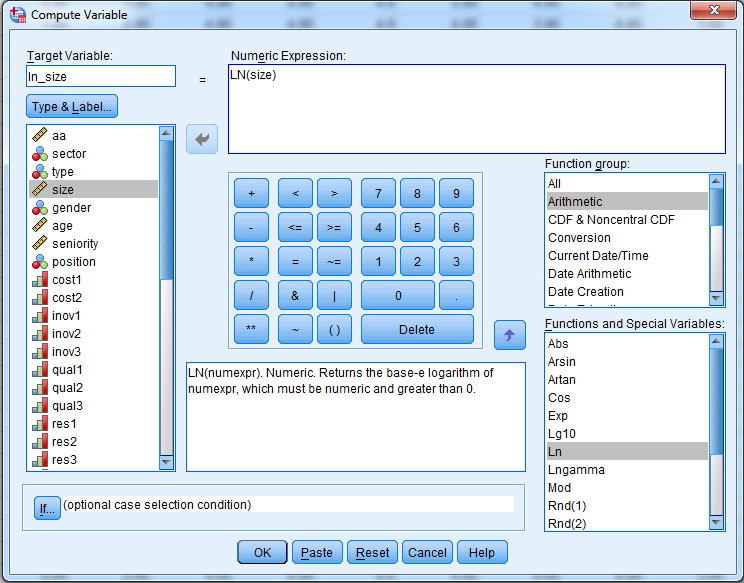 Compute Variable
Target Variable:
ln_size
=
Numeric Expression:
LN(size)
Type & Label...
aa
sector
type
size
gender
age
seniority
position
cost1
cost2
inov1
inov2
inov3
qual1
qual2
qual3
res1
res2
res3
+ < > 7 8 9
- <= >= 4 5 6
* = ~= 1 2 3
/ & | 0 .
** ~ ( ) Delete
LN(numexpr). Numeric. Returns the base-e logarithm of
numexpr, which must be numeric and greater than 0.
Function group:
All
Arithmetic
CDF & Noncentral CDF
Conversion
Current Date/Time
Date Arithmetic
Date Creation
Functions and Special Variables:
Abs
Arsin
Artan
Cos
Exp
Lg10
Ln
Lngamma
Mod
Rnd(1)
Rnd(2)
If... (optional case selection condition)
OK Paste Reset Cancel Help